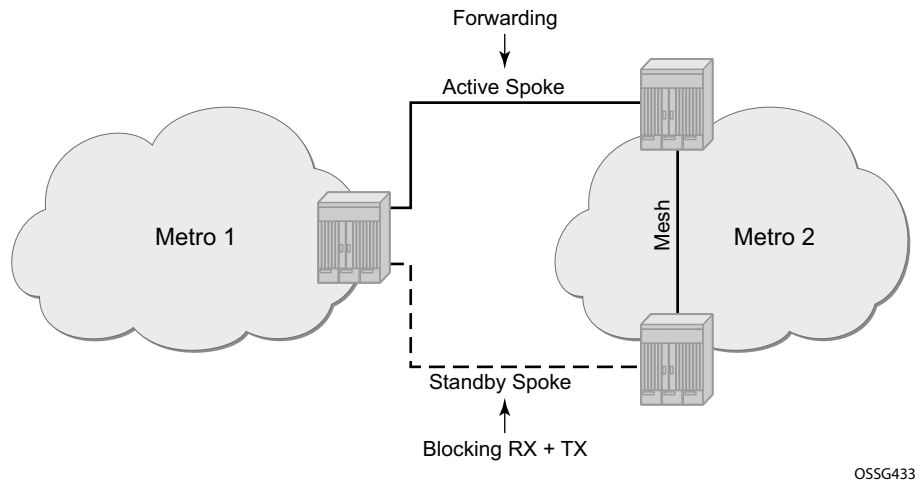 Forwarding
Active Spoke
Metro 1
Mesh
Metro 2
Standby Spoke
Blocking RX + TX
OSSG433